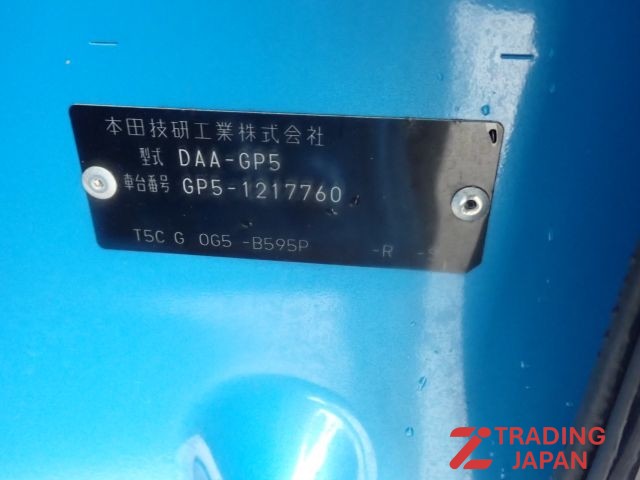 本田技研工業株式会社
型式 DAA-GP5
車台番号 GP5-1217760
T5C G 0G5 -B595P -R -S
TRADING
JAPAN